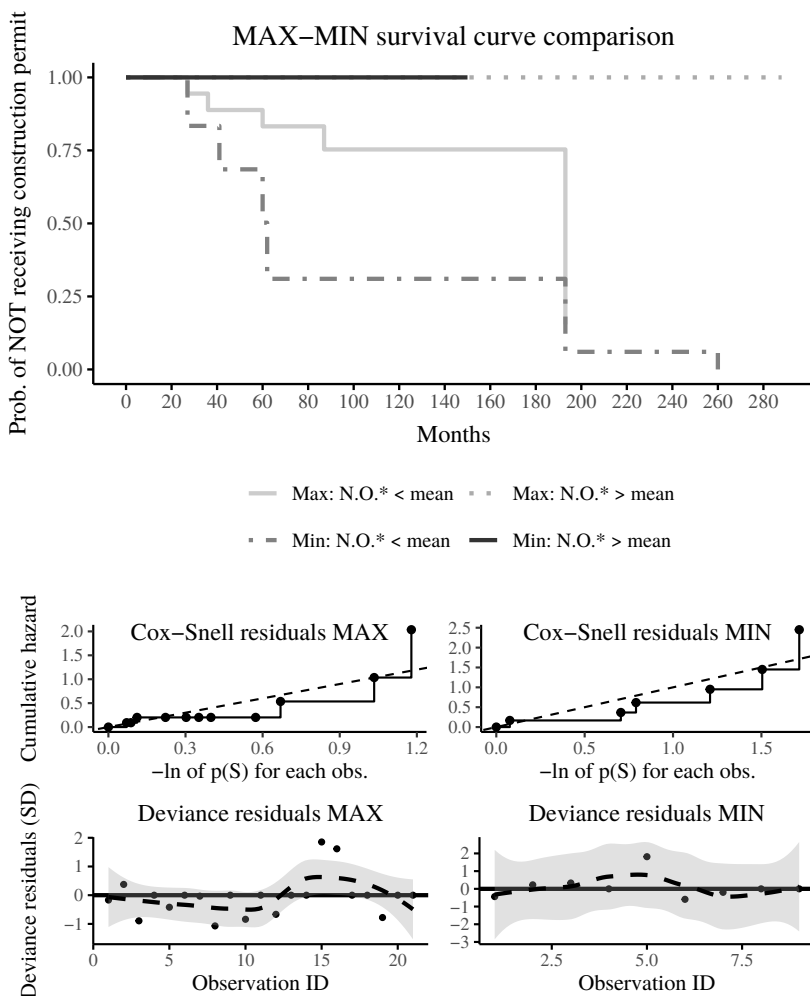 MAX−MIN survival curve comparison
Prob. of NOT receiving construction permit
1.00
0.75
0.50
0.25
0.00
0 20 40 60 80 100 120 140 160 180 200 220 240 260 280
Months
Max: N.O.* < mean Max: N.O.* > mean
Min: N.O.* < mean Min: N.O.* > mean
Cox−Snell residuals MAX
Cumulative hazard
2.0
1.5
1.0
0.5
0.0
0.0 0.3 0.6 0.9 1.2
−ln of p(S) for each obs.
Cox−Snell residuals MIN
2.5
2.0
1.5
1.0
0.5
0.0
0.0 0.5 1.0 1.5
−ln of p(S) for each obs.
Deviance residuals MAX
Deviance residuals (SD)
2
1
0
−1
0 5 10 15 20
Observation ID
Deviance residuals MIN
2
1
0
−1
−2
−3
2.5 5.0 7.5
Observation ID